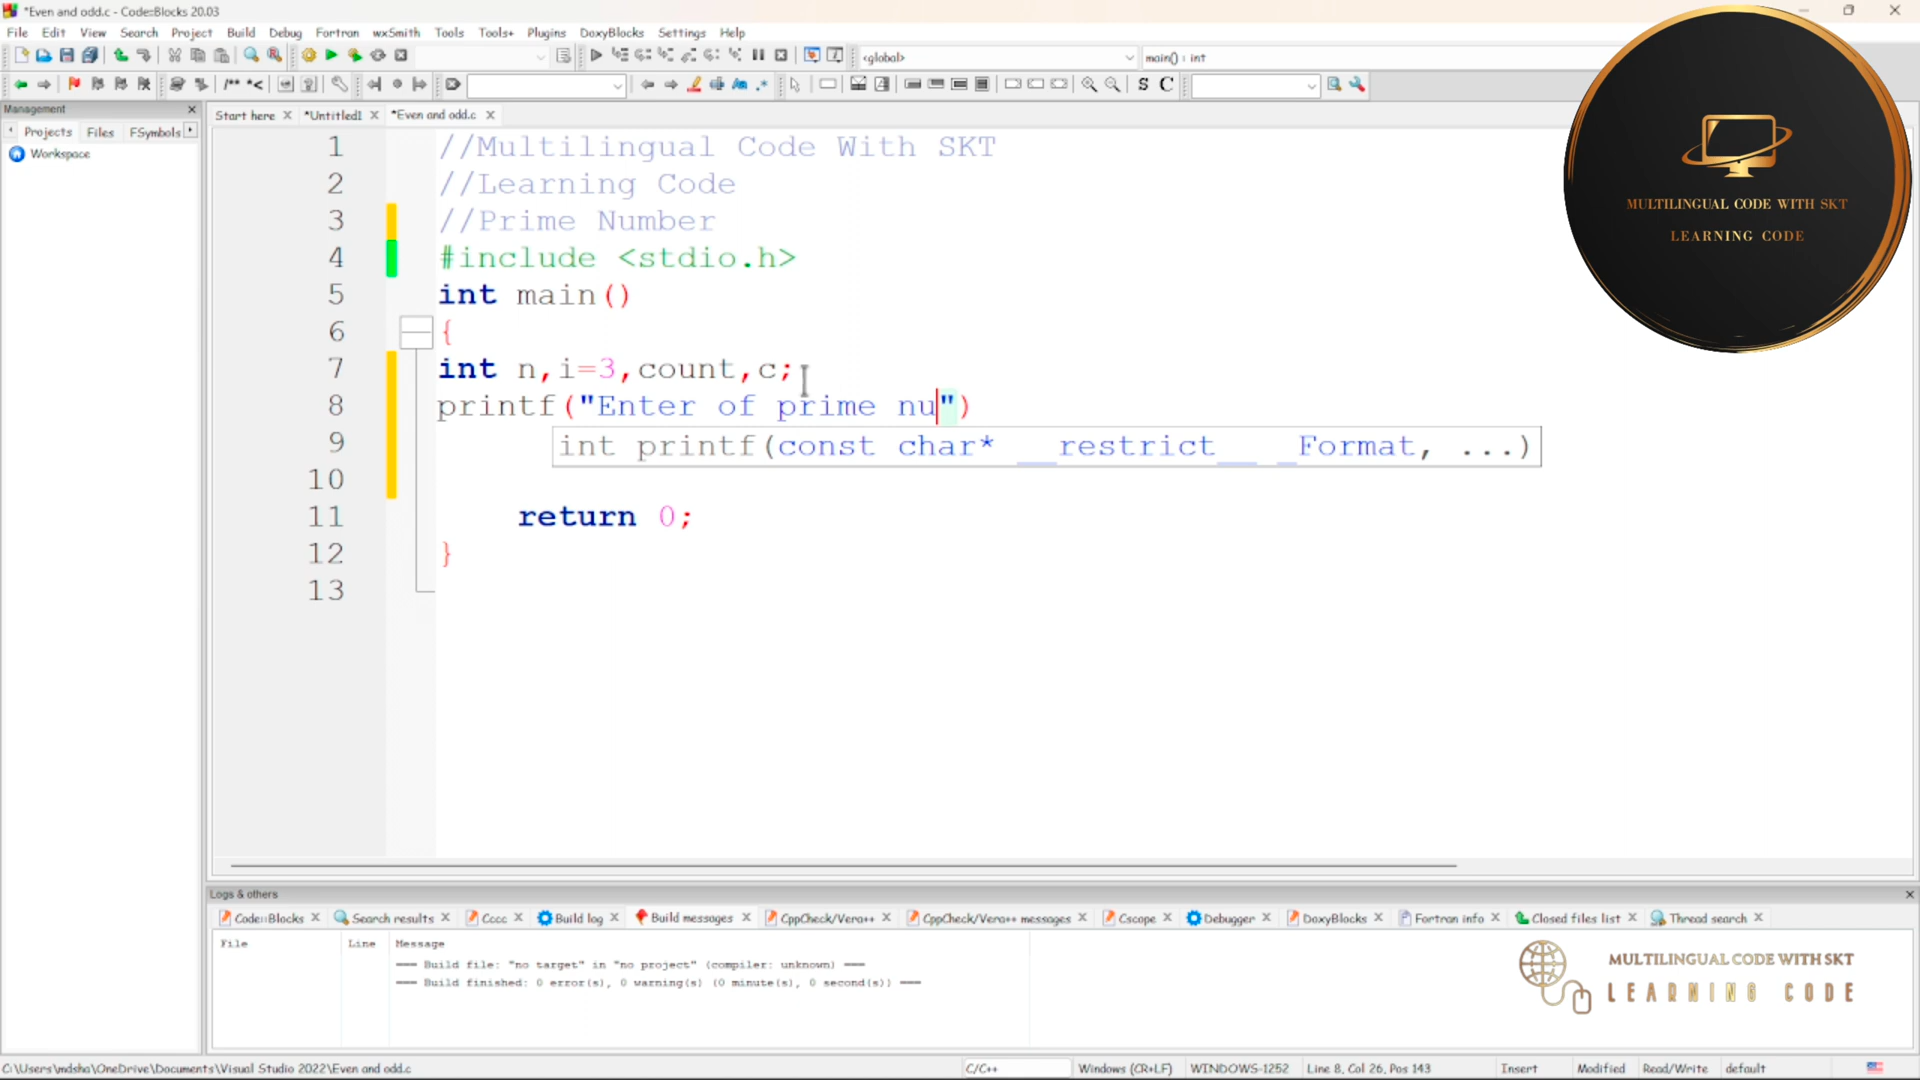 *Even and odd.c - Code::Blocks 20.03
File Edit View Search Project Build Debug Fortran wxSmith Tools Tools+ Plugins DoxyBlocks Settings Help
<global> main() : int
S C
Management
Projects Files FSymbols
Workspace
Start here *Untitled1 *Even and odd.c
1 //Multilingual Code With SKT
2 //Learning Code
3 //Prime Number
4 #include <stdio.h>
5 int main()
6 {
7 int n,i=3,count,c;
8 printf("Enter of prime nu")
9 int printf(const char* __restrict__ _Format, ...)
10
11 return 0;
12 }
13
MULTILINGUAL CODE WITH SKT
LEARNING CODE
Logs & others
Code::Blocks Search results Cccc Build log Build messages CppCheck/Vera++ CppCheck/Vera++ messages Cscope Debugger DoxyBlocks Fortran info Closed files list Thread search
File Line Message
=== Build file: "no target" in "no project" (compiler: unknown) ===
=== Build finished: 0 error(s), 0 warning(s) (0 minute(s), 0 second(s)) ===
MULTILINGUAL CODE WITH SKT
LEARNING CODE
C:\Users\mdsha\OneDrive\Documents\Visual Studio 2022\Even and odd.c C/C++ Windows (CR+LF) WINDOWS-1252 Line 8, Col 26, Pos 143 Insert Modified Read/Write default